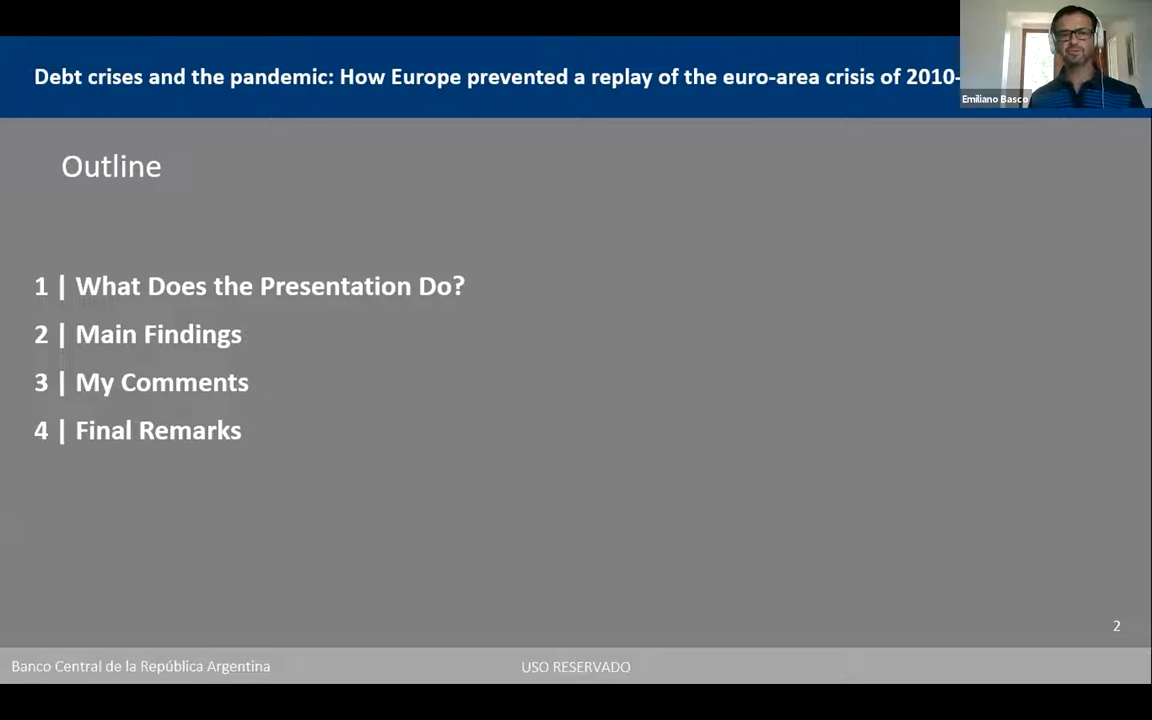 Debt crises and the pandemic: How Europe prevented a replay of the euro-area crisis of 2010-
Emiliano Basco
Outline
1 | What Does the Presentation Do?
2 | Main Findings
3 | My Comments
4 | Final Remarks
2
Banco Central de la República Argentina
USO RESERVADO